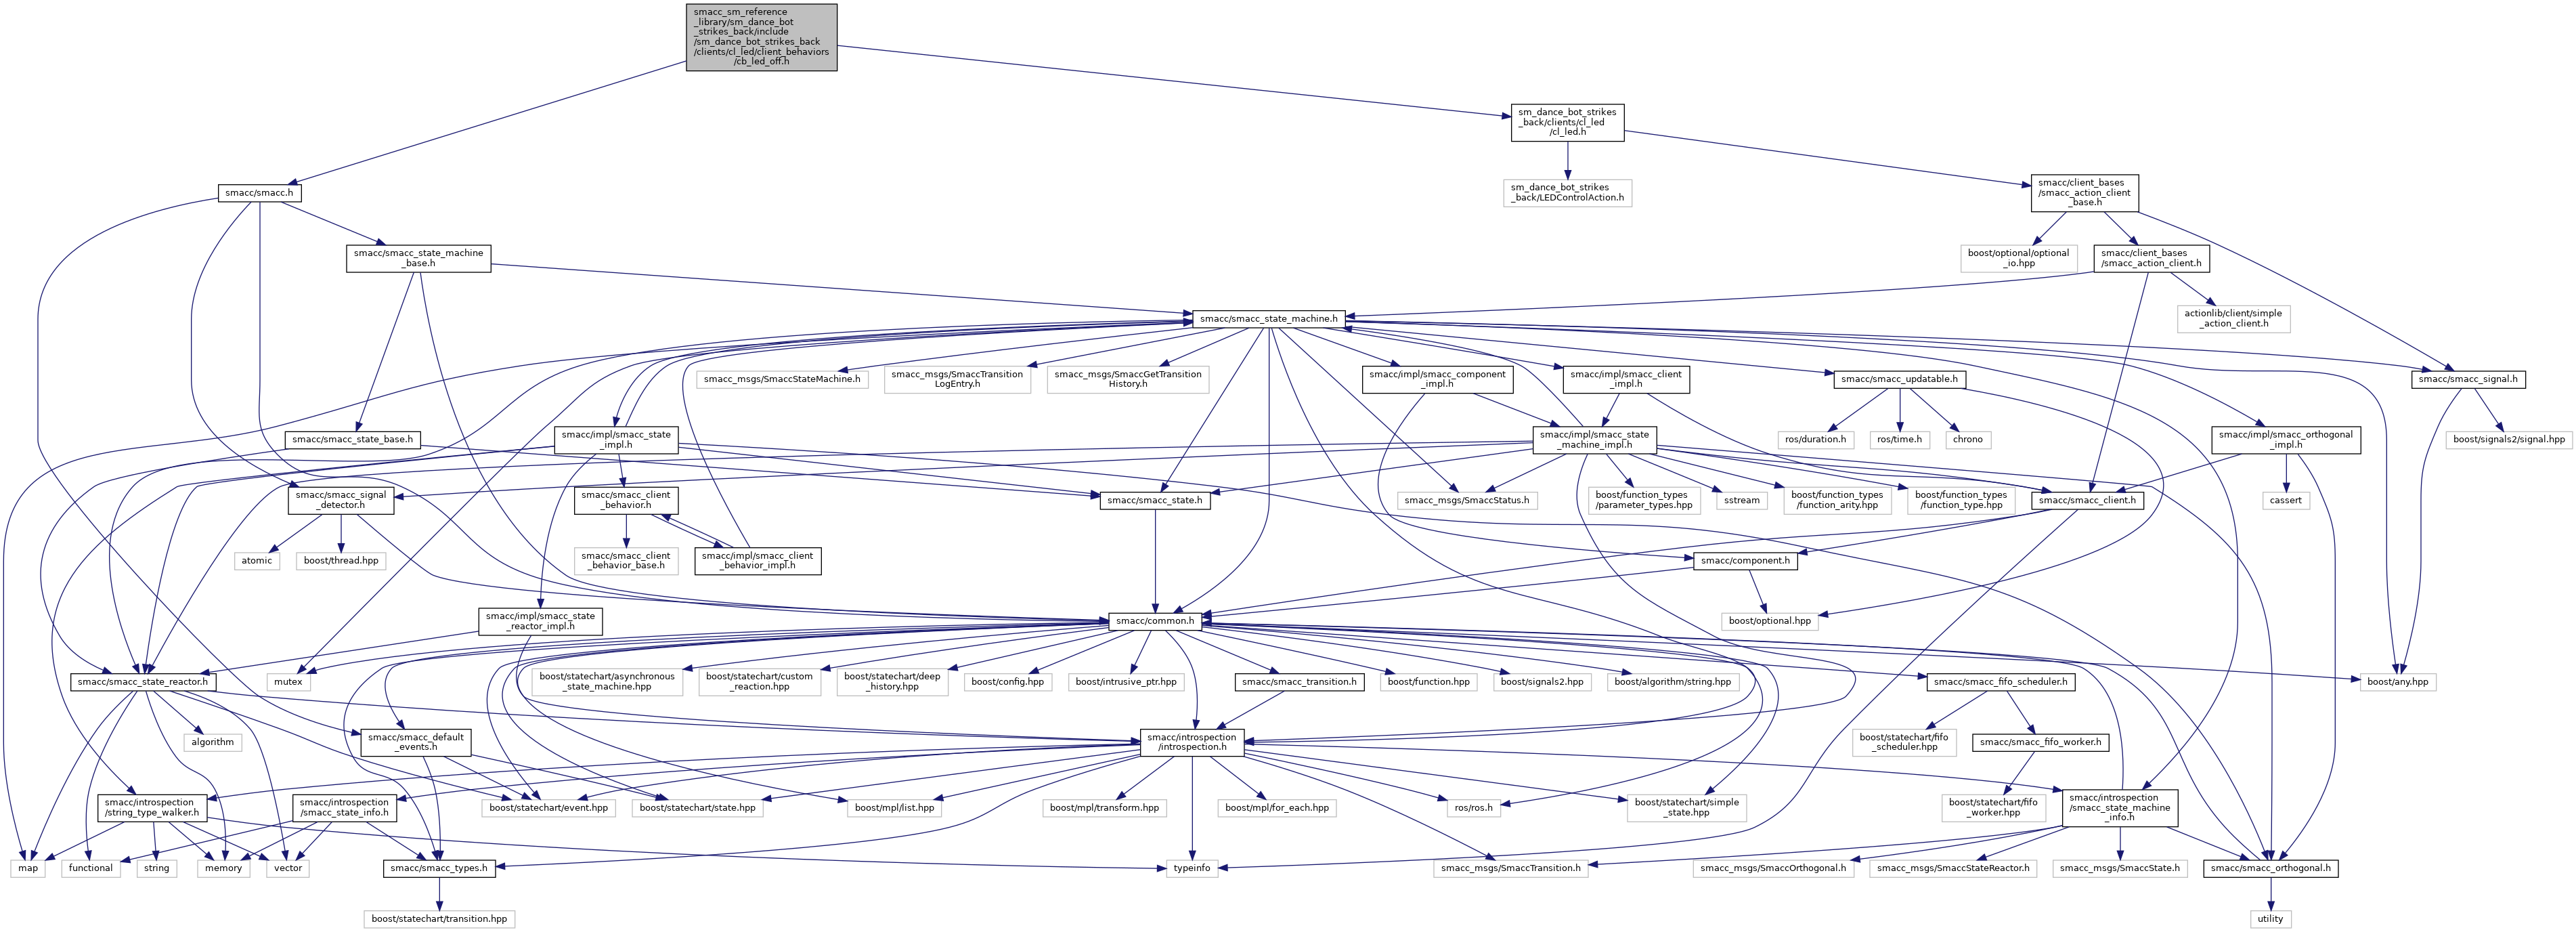 smacc_sm_reference
_library/sm_dance_bot
_strikes_back/include
/sm_dance_bot_strikes_back
/clients/cl_led/client_behaviors
/cb_led_off.h
sm_dance_bot_strikes
_back/clients/cl_led
/cl_led.h
smacc/smacc.h
sm_dance_bot_strikes
_back/LEDControlAction.h
smacc/client_bases
/smacc_action_client
_base.h
smacc/smacc_state_machine
_base.h
boost/optional/optional
_io.hpp
smacc/client_bases
/smacc_action_client.h
smacc/smacc_state_machine.h
actionlib/client/simple
_action_client.h
smacc_msgs/SmaccStateMachine.h
smacc_msgs/SmaccTransition
LogEntry.h
smacc_msgs/SmaccGetTransition
History.h
smacc/impl/smacc_component
_impl.h
smacc/impl/smacc_client
_impl.h
smacc/smacc_updatable.h
smacc/smacc_signal.h
smacc/smacc_state_base.h
smacc/impl/smacc_state
_impl.h
smacc/impl/smacc_state
_machine_impl.h
ros/duration.h
ros/time.h
chrono
smacc/impl/smacc_orthogonal
_impl.h
boost/signals2/signal.hpp
smacc/smacc_signal
_detector.h
smacc/smacc_client
_behavior.h
smacc/smacc_state.h
smacc_msgs/SmaccStatus.h
boost/function_types
/parameter_types.hpp
sstream
boost/function_types
/function_arity.hpp
boost/function_types
/function_type.hpp
smacc/smacc_client.h
cassert
atomic
boost/thread.hpp
smacc/smacc_client
_behavior_base.h
smacc/impl/smacc_client
_behavior_impl.h
smacc/component.h
smacc/impl/smacc_state
_reactor_impl.h
smacc/common.h
boost/optional.hpp
smacc/smacc_state_reactor.h
mutex
boost/statechart/asynchronous
_state_machine.hpp
boost/statechart/custom
_reaction.hpp
boost/statechart/deep
_history.hpp
boost/config.hpp
boost/intrusive_ptr.hpp
smacc/smacc_transition.h
boost/function.hpp
boost/signals2.hpp
boost/algorithm/string.hpp
smacc/smacc_fifo_scheduler.h
boost/any.hpp
algorithm
smacc/smacc_default
_events.h
smacc/introspection
/introspection.h
boost/statechart/fifo
_scheduler.hpp
smacc/smacc_fifo_worker.h
smacc/introspection
/string_type_walker.h
smacc/introspection
/smacc_state_info.h
boost/statechart/event.hpp
boost/statechart/state.hpp
boost/mpl/list.hpp
boost/mpl/transform.hpp
boost/mpl/for_each.hpp
ros/ros.h
boost/statechart/simple
_state.hpp
boost/statechart/fifo
_worker.hpp
smacc/introspection
/smacc_state_machine
_info.h
map
functional
string
memory
vector
smacc/smacc_types.h
typeinfo
smacc_msgs/SmaccTransition.h
smacc_msgs/SmaccOrthogonal.h
smacc_msgs/SmaccStateReactor.h
smacc_msgs/SmaccState.h
smacc/smacc_orthogonal.h
boost/statechart/transition.hpp
utility